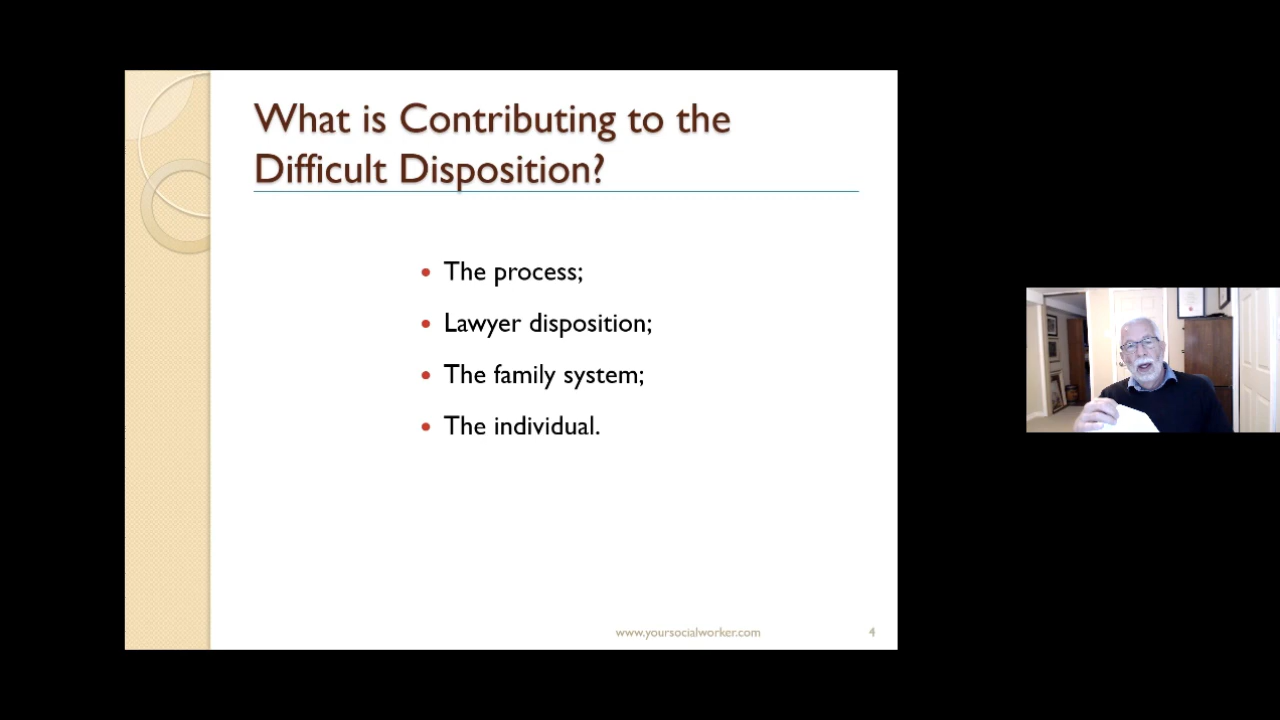 What is Contributing to the
Difficult Disposition?
• The process;
• Lawyer disposition;
• The family system;
• The individual.
www.yoursocialworker.com 4